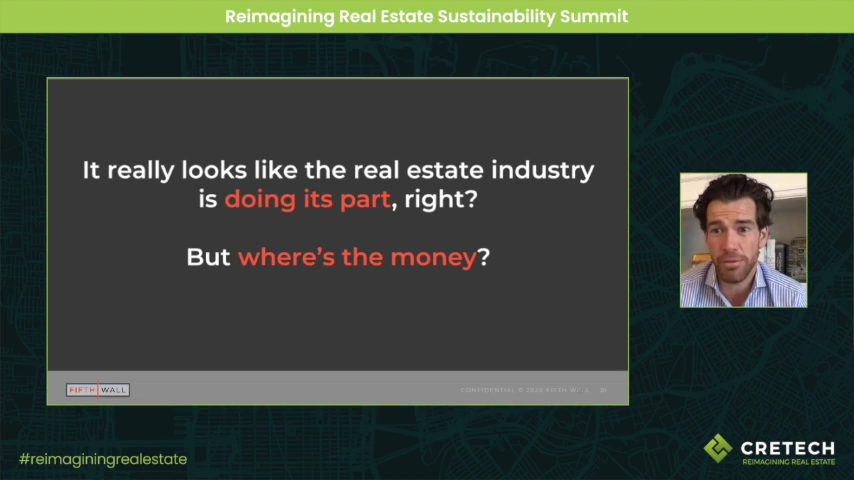 Reimagining Real Estate Sustainability Summit
It really looks like the real estate industry
is doing its part, right?
But where's the money?
FIFTH WALL
CONFIDENTIAL © 2020 FIFTH
#reimaginingrealestate
CRETECH
REIMAGINING REAL ESTATE